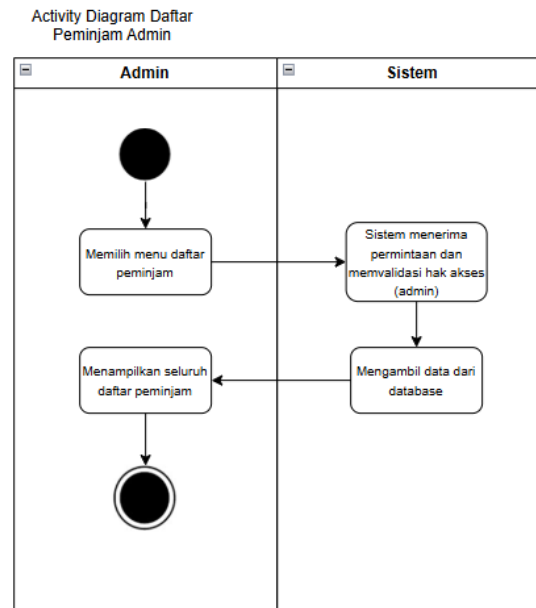 Activity Diagram Daftar
Peminjam Admin
Admin
Sistem
Memilih menu daftar
peminjam
Sistem menerima
permintaan dan
memvalidasi hak akses
(admin)
Menampilkan seluruh
daftar peminjam
Mengambil data dari
database